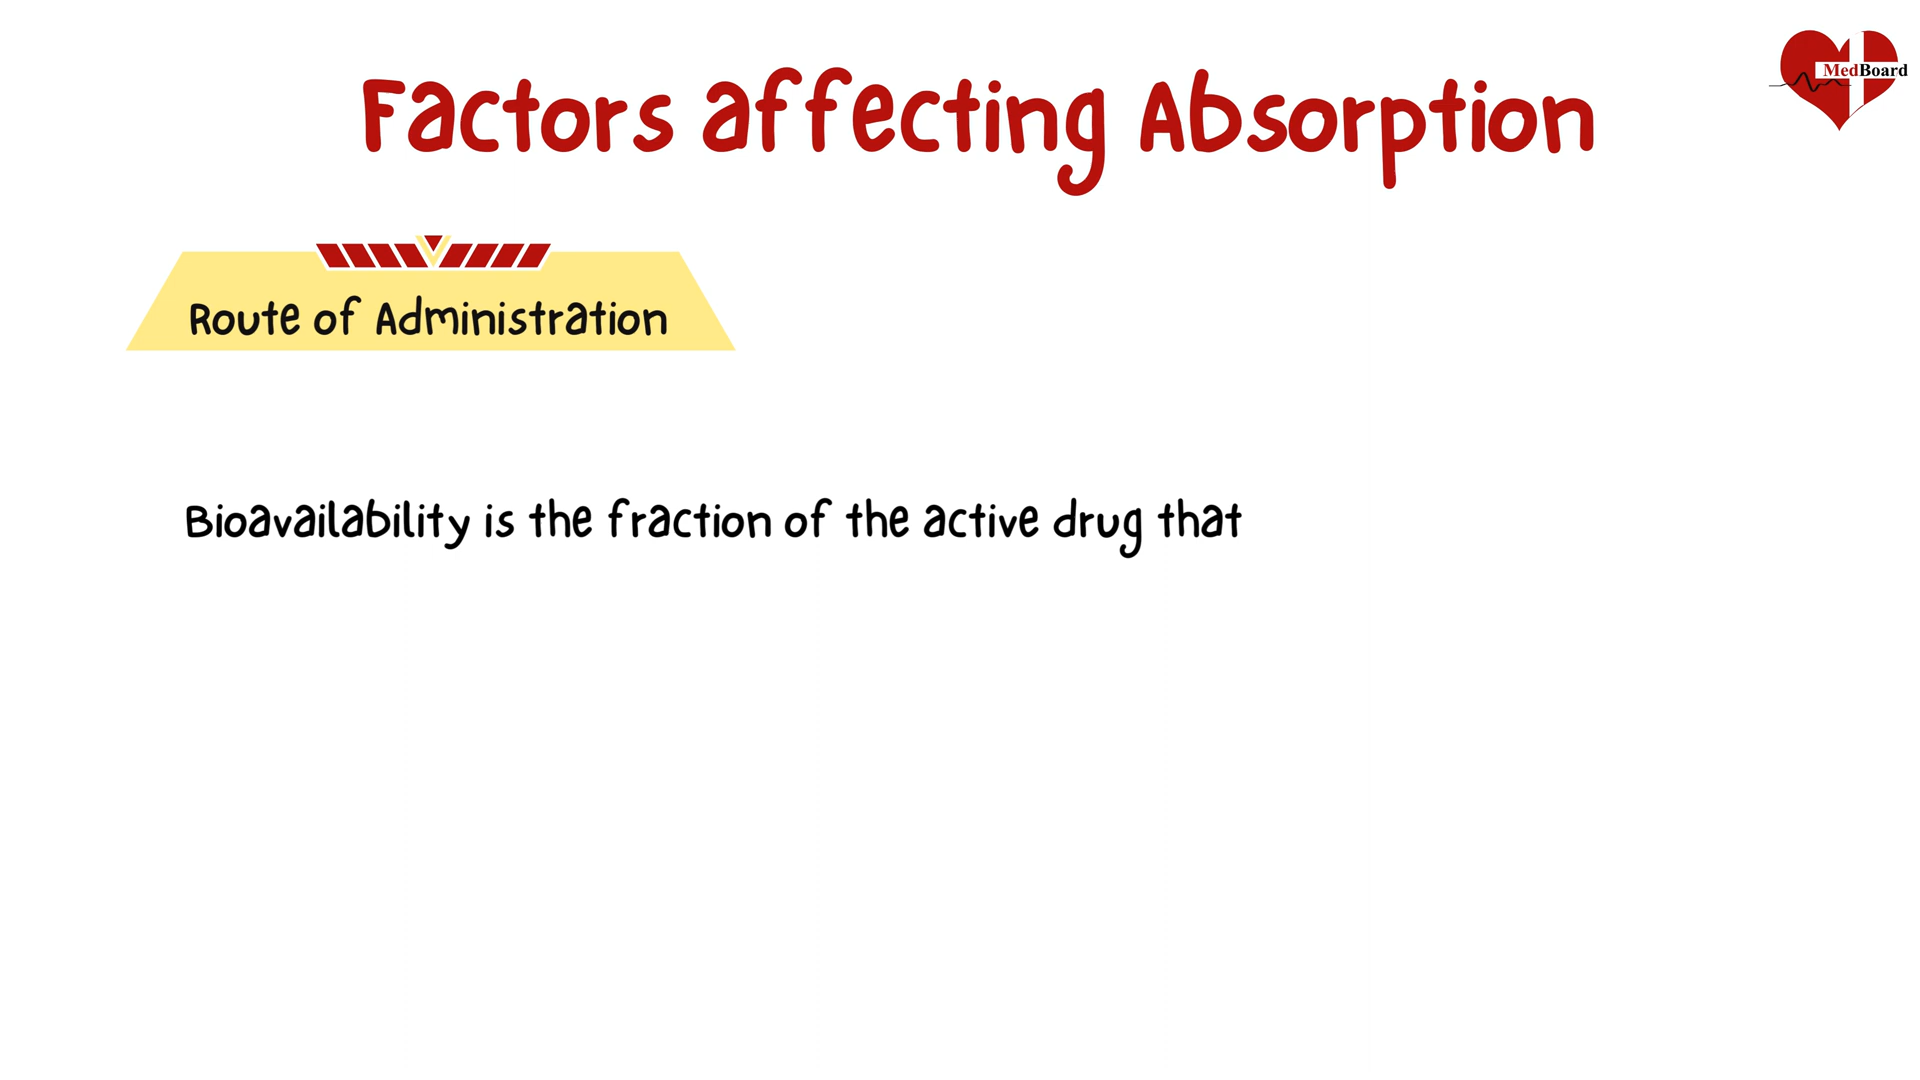 MedBoard
Factors affecting Absorption
Route of Administration
Bioavailability is the fraction of the active drug that